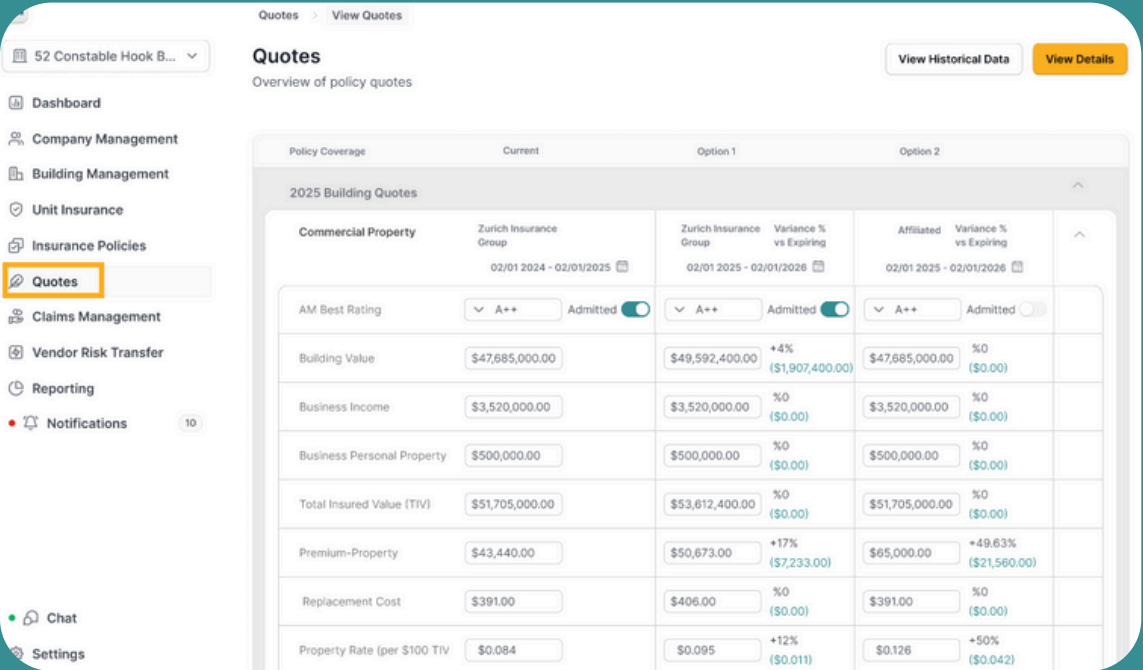 Quotes > View Quotes
52 Constable Hook B...
Dashboard
Company Management
Building Management
Unit Insurance
Insurance Policies
Quotes
Claims Management
Vendor Risk Transfer
Reporting
Notifications 10
Chat
Settings
Quotes
Overview of policy quotes
View Historical Data
View Details
Policy Coverage Current Option 1 Option 2
2025 Building Quotes
Commercial Property
Zurich Insurance
Group
02/01 2024 - 02/01/2025
Zurich Insurance
Group
Variance %
vs Expiring
02/01 2025 - 02/01/2026
Affiliated
Variance %
vs Expiring
02/01 2025 - 02/01/2026
AM Best Rating A++ Admitted A++ Admitted A++ Admitted
Building Value $47,685,000.00 $49,592,400.00 +4% ($1,907,400.00) $47,685,000.00 %0 ($0.00)
Business Income $3,520,000.00 $3,520,000.00 %0 ($0.00) $3,520,000.00 %0 ($0.00)
Business Personal Property $500,000.00 $500,000.00 %0 ($0.00) $500,000.00 %0 ($0.00)
Total Insured Value (TIV) $51,705,000.00 $53,612,400.00 %0 ($0.00) $51,705,000.00 %0 ($0.00)
Premium-Property $43,440.00 $50,673.00 +17% ($7,233.00) $65,000.00 +49.63% ($21,560.00)
Replacement Cost $391.00 $406.00 %0 ($0.00) $391.00 %0 ($0.00)
Property Rate (per $100 TIV $0.084 $0.095 +12% ($0.011) $0.126 +50% ($0.042)